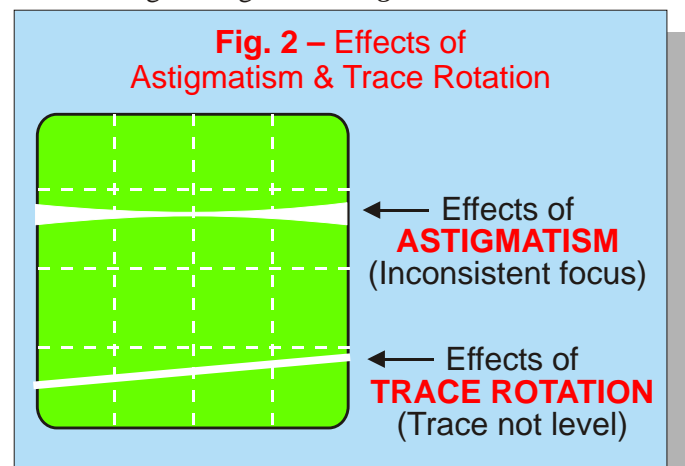 Fig. 2 – Effects of
Astigmatism & Trace Rotation
Effects of
ASTIGMATISM
(Inconsistent focus)
Effects of
TRACE ROTATION
(Trace not level)